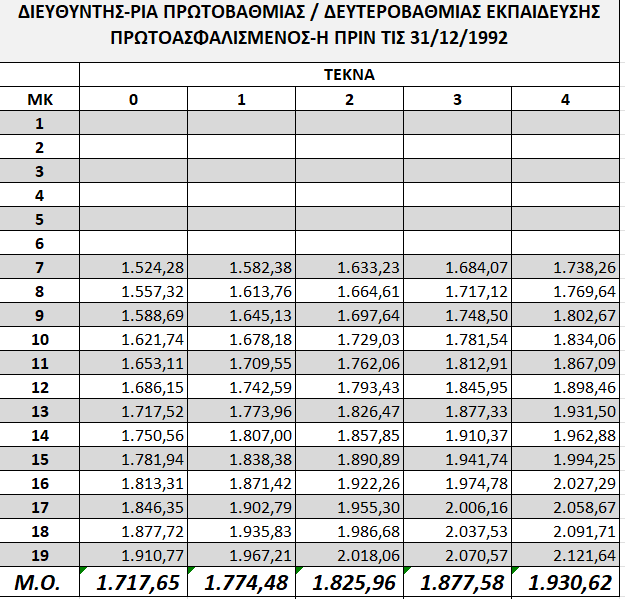 ΔΙΕΥΘΥΝΤΗΣ-ΡΙΑ ΠΡΩΤΟΒΑΘΜΙΑΣ / ΔΕΥΤΕΡΟΒΑΘΜΙΑΣ ΕΚΠΑΙΔΕΥΣΗΣ
ΠΡΩΤΟΑΣΦΑΛΙΣΜΕΝΟΣ-Η ΠΡΙΝ ΤΙΣ 31/12/1992
ΤΕΚΝΑ
ΜΚ 0 1 2 3 4
1
2
3
4
5
6
7 1.524,28 1.582,38 1.633,23 1.684,07 1.738,26
8 1.557,32 1.613,76 1.664,61 1.717,12 1.769,64
9 1.588,69 1.645,13 1.697,64 1.748,50 1.802,67
10 1.621,74 1.678,18 1.729,03 1.781,54 1.834,06
11 1.653,11 1.709,55 1.762,06 1.812,91 1.867,09
12 1.686,15 1.742,59 1.793,43 1.845,95 1.898,46
13 1.717,52 1.773,96 1.826,47 1.877,33 1.931,50
14 1.750,56 1.807,00 1.857,85 1.910,37 1.962,88
15 1.781,94 1.838,38 1.890,89 1.941,74 1.994,25
16 1.813,31 1.871,42 1.922,26 1.974,78 2.027,29
17 1.846,35 1.902,79 1.955,30 2.006,16 2.058,67
18 1.877,72 1.935,83 1.986,68 2.037,53 2.091,71
19 1.910,77 1.967,21 2.018,06 2.070,57 2.121,64
Μ.Ο. 1.717,65 1.774,48 1.825,96 1.877,58 1.930,62